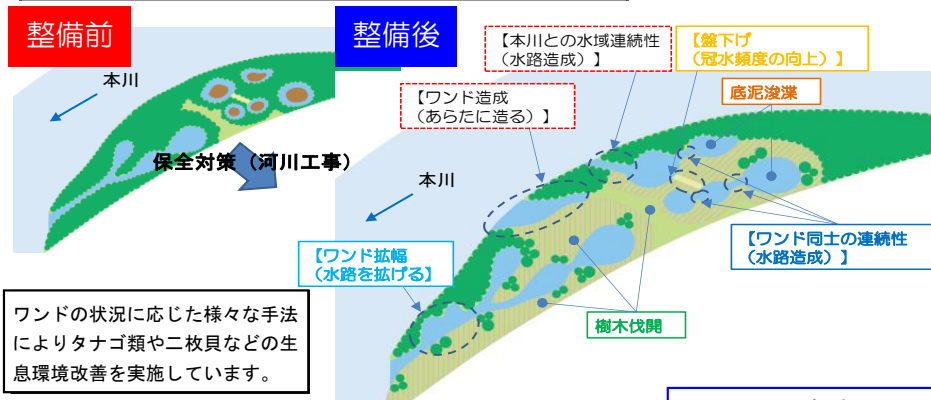 整備前
本川
保全対策（河川工事）
整備後
【本川との水域連続性
（水路造成）】
【盤下げ
（冠水頻度の向上）】
【ワンド造成
（あらたに造る）】
底泥浚渫
本川
【ワンド拡幅
（水路を拡げる】
【ワンド同士の連続性
（水路造成）】
樹木伐開
ワンドの状況に応じた様々な手法
によりタナゴ類や二枚貝などの生
息環境改善を実施しています。